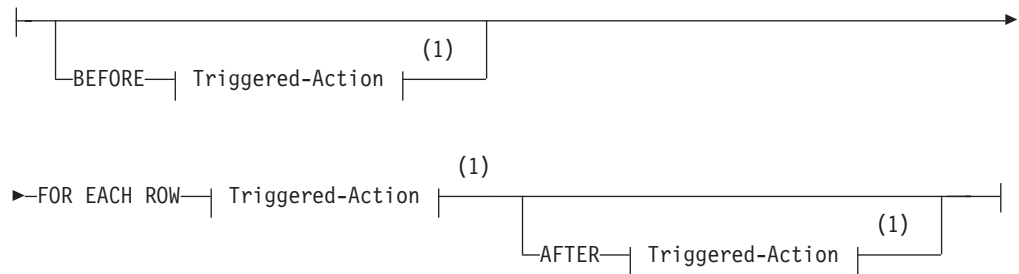 (1)
BEFORE Triggered-Action
(1)
FOR EACH ROW Triggered-Action
(1)
AFTER Triggered-Action